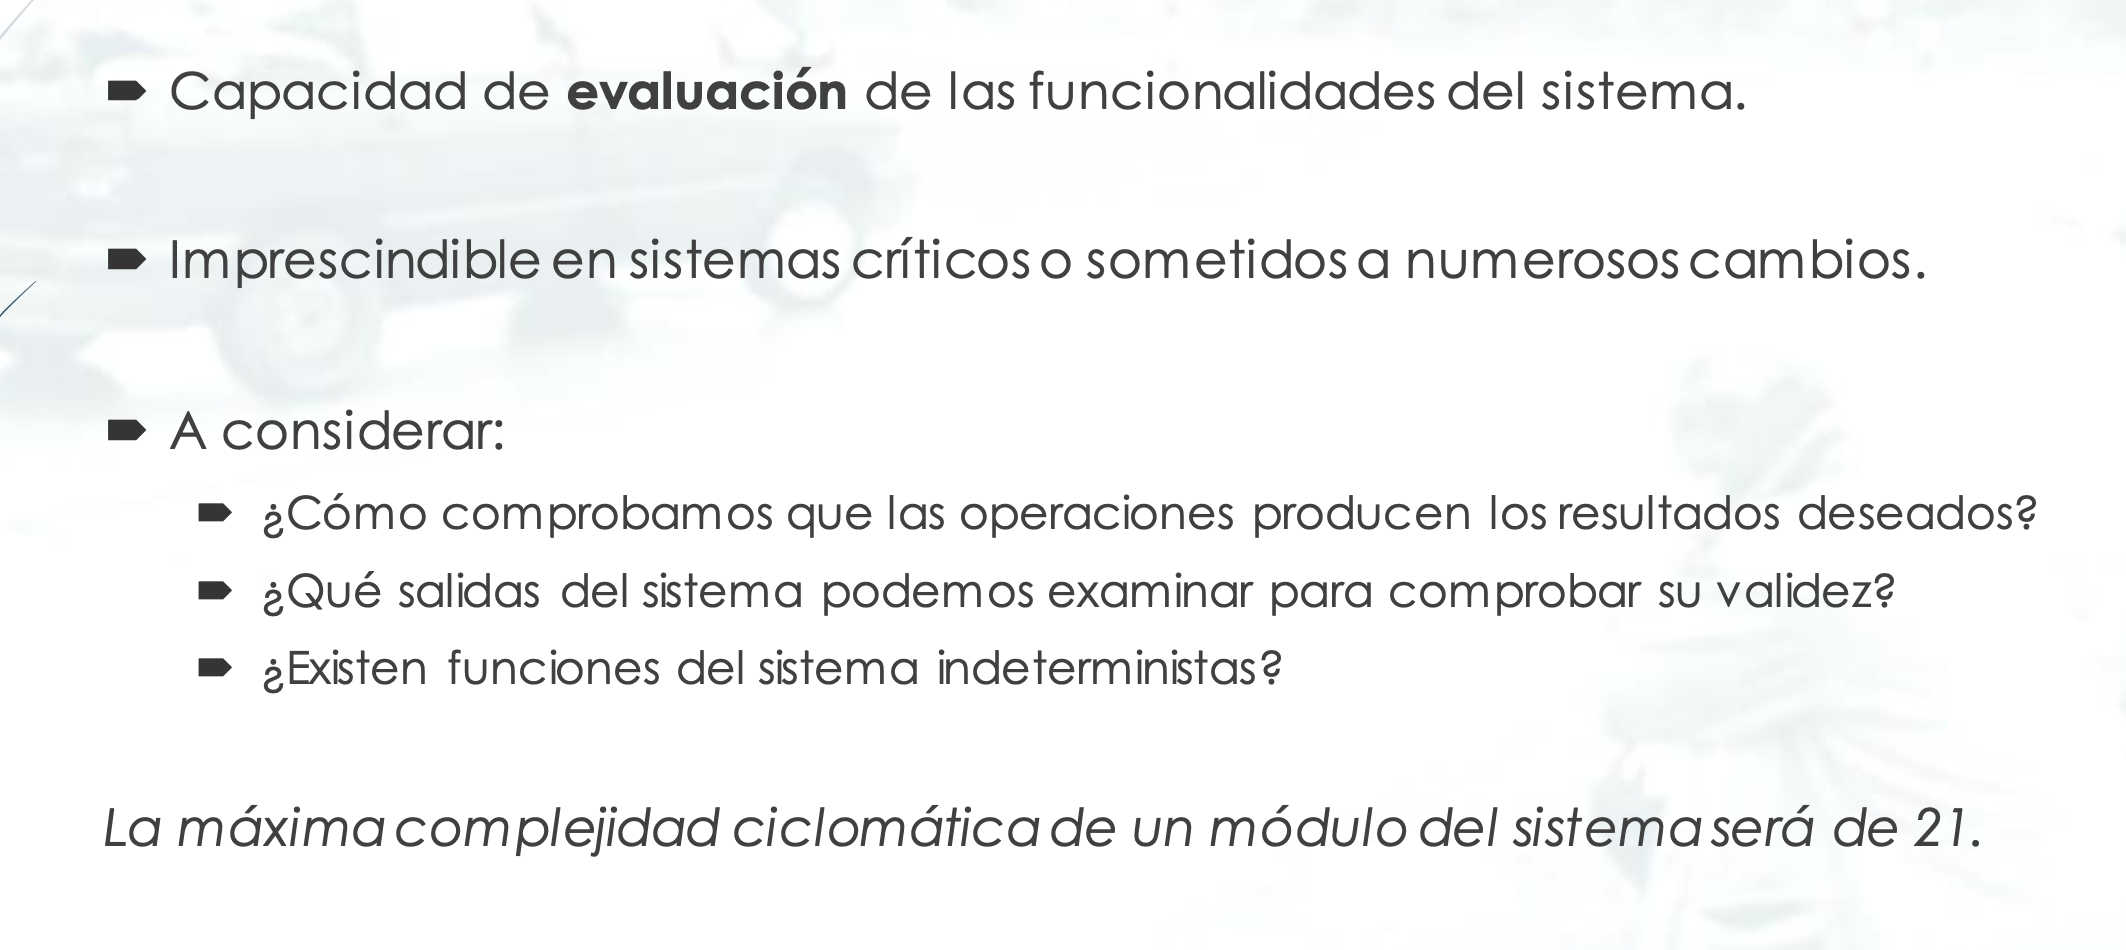 Capacidad de evaluación de las funcionalidades del sistema.
Imprescindible en sistemas críticos o sometidos a numerosos cambios.
A considerar:
¿Cómo comprobamos que las operaciones producen los resultados deseados?
¿Qué salidas del sistema podemos examinar para comprobar su validez?
¿Existen funciones del sistema indeterministas?
La máxima complejidad ciclomática de un módulo del sistema será de 21.